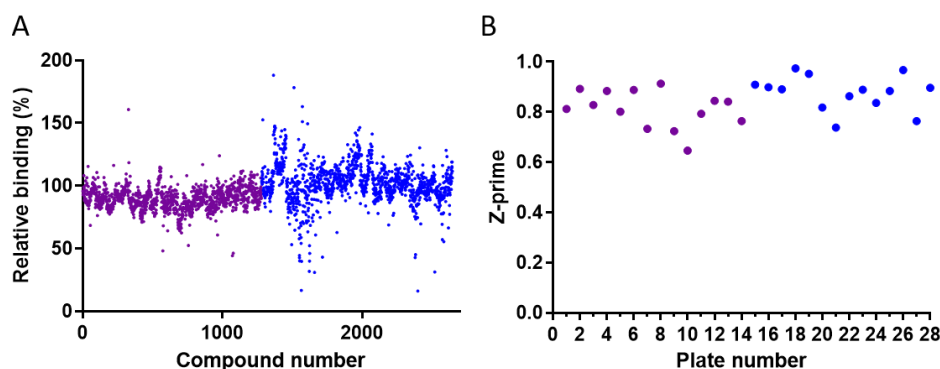 A
Relative binding (%)
200
150
100
50
0
0 1000 2000
Compound number
B
Z-prime
1.0
0.8
0.6
0.4
0.2
0.0
0 2 4 6 8 10 12 14 16 18 20 22 24 26 28
Plate number